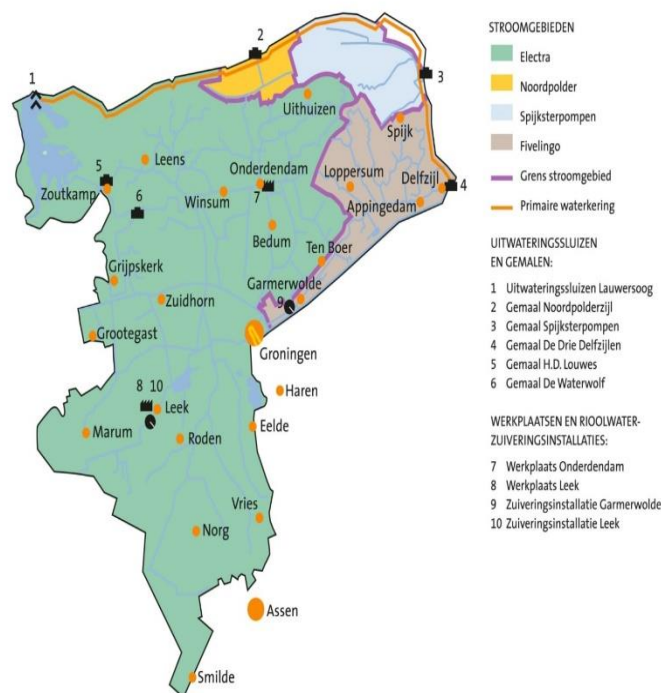 1
2
3
Uithuizen
Spijk
5
Leens
Onderdendam
Loppersum
Delfzijl
4
Zoutkamp
6
Winsum
7
Appingedam
Bedum
Ten Boer
Grijpskerk
Garmerwolde
Zuidhorn
9
Grootegast
Groningen
8 10
Haren
Leek
Marum
Roden
Eelde
Vries
Norg
Assen
Smilde
STROOMGEBIEDEN
Electra
Noordpolder
Spijksterpompen
Fivelingo
Grens stroomgebied
Primaire waterkering
UITWATERINGSSLUIZEN
EN GEMALEN:
1 Uitwateringssluizen Lauwersoog
2 Gemaal Noordpolderzijl
3 Gemaal Spijksterpompen
4 Gemaal De Drie Delfzijlen
5 Gemaal H.D. Louwes
6 Gemaal De Waterwolf
WERKPLAATSEN EN RIOOLWATER-
ZUIVERINGSINSTALLATIES:
7 Werkplaats Onderdendam
8 Werkplaats Leek
9 Zuiveringsinstallatie Garmerwolde
10 Zuiveringsinstallatie Leek